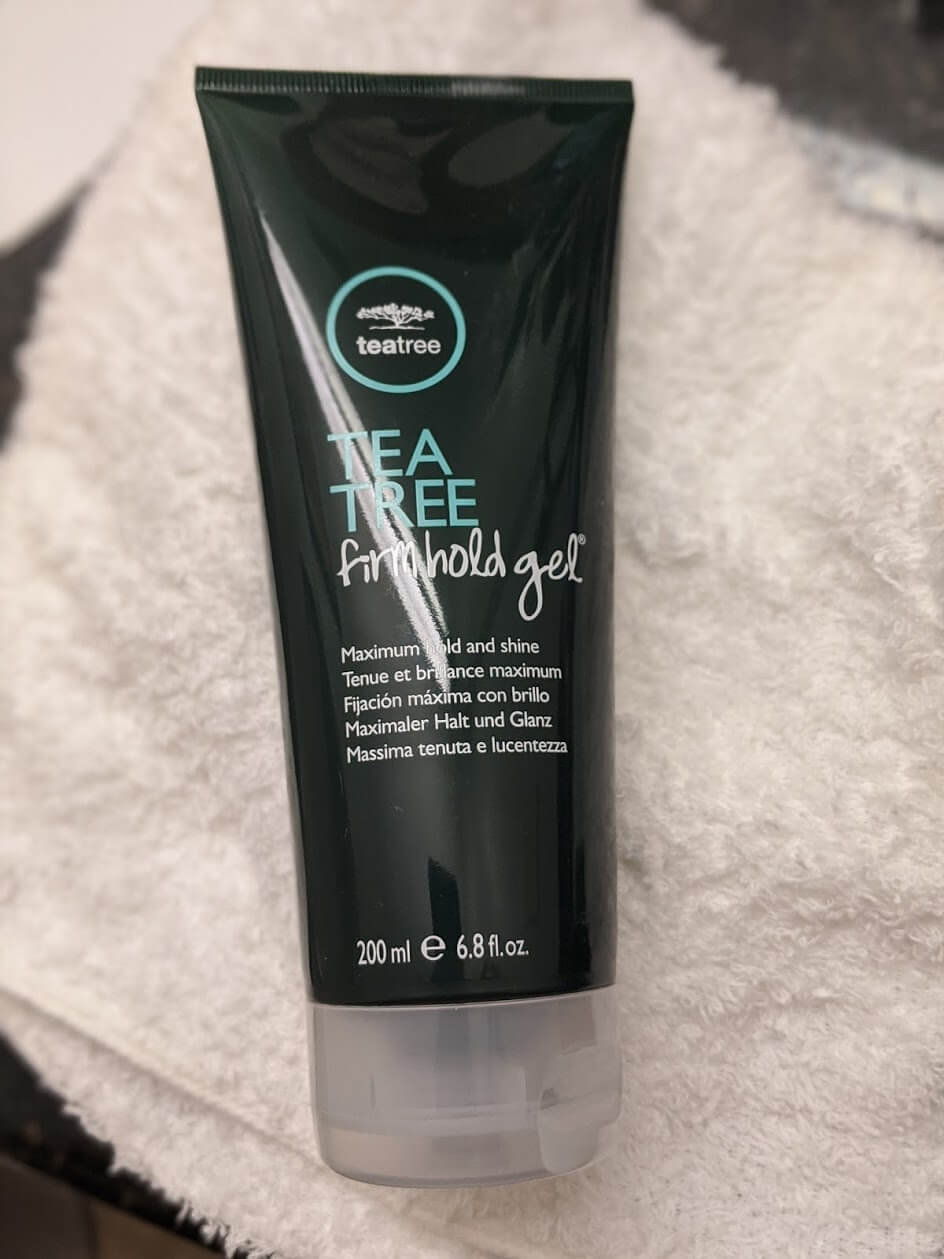 teatree
TEA
TREE
firm hold gel®
Maximum hold and shine
Tenue et brillance maximum
Fijación máxima con brillo
Maximaler Halt und Glanz
Massima tenuta e lucentezza
200 ml e 6.8 fl.oz.